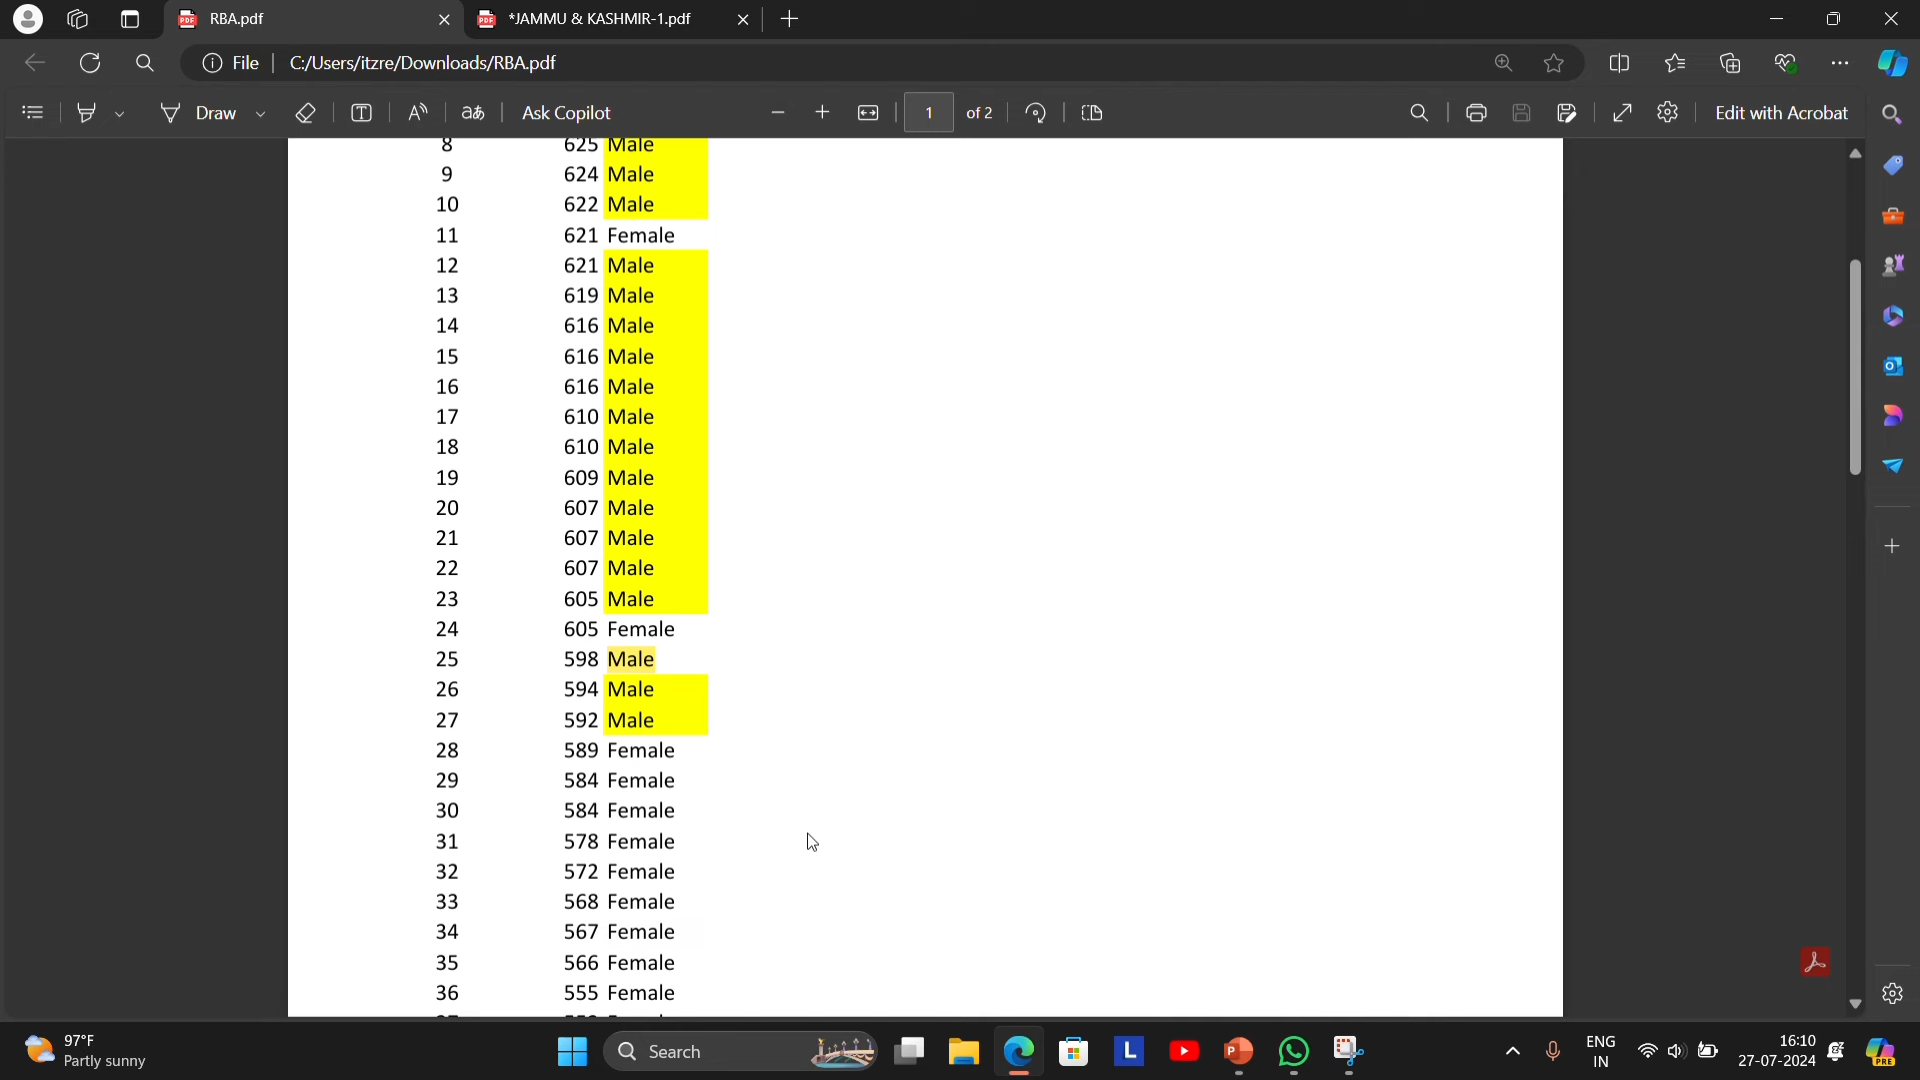 RBA.pdf
*JAMMU & KASHMIR-1.pdf
File C:/Users/itzre/Downloads/RBA.pdf
Draw
aあ
Ask Copilot
1 of 2
Edit with Acrobat
8 625 Male
9 624 Male
10 622 Male
11 621 Female
12 621 Male
13 619 Male
14 616 Male
15 616 Male
16 616 Male
17 610 Male
18 610 Male
19 609 Male
20 607 Male
21 607 Male
22 607 Male
23 605 Male
24 605 Female
25 598 Male
26 594 Male
27 592 Male
28 589 Female
29 584 Female
30 584 Female
31 578 Female
32 572 Female
33 568 Female
34 567 Female
35 566 Female
36 555 Female
97°F
Partly sunny
Search
L
ENG
IN
16:10
27-07-2024
PRE